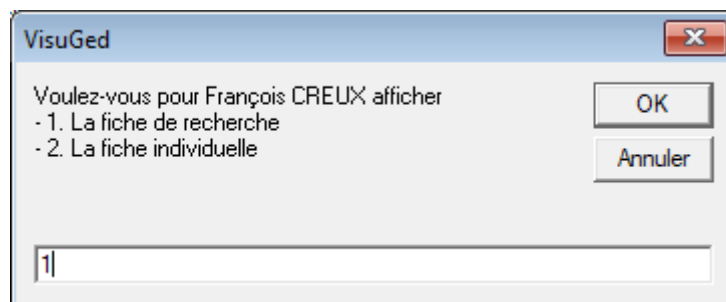 VisuGed
Voulez-vous pour François CREUX afficher
- 1. La fiche de recherche
- 2. La fiche individuelle
OK
Annuler
1